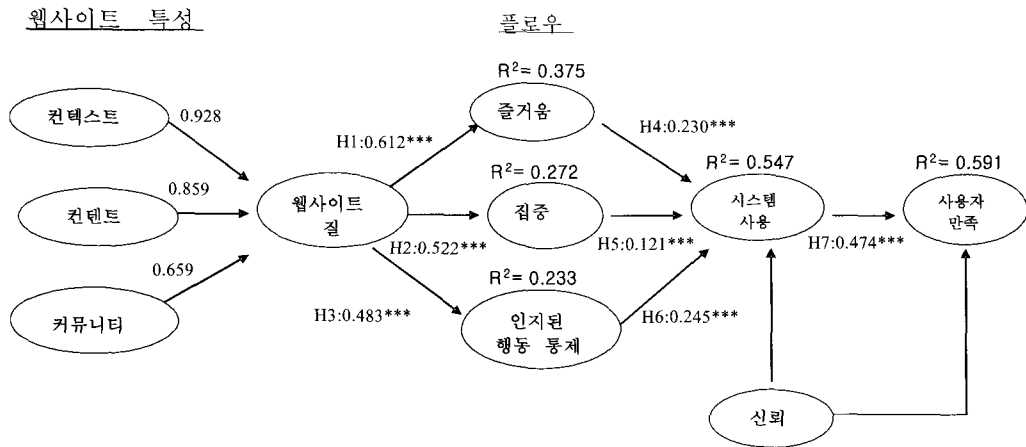 웹사이트 특성
플로우
R²= 0.375
컨텍스트
0.928
즐거움
H1:0.612***
H4:0.230***
R²= 0.272
R²= 0.547
R²= 0.591
0.859
컨텐트
웹사이트
질
집중
시스템
사용
사용자
만족
H2:0.522***
H5:0.121***
H7:0.474***
0.659
R²= 0.233
커뮤니티
H3:0.483***
인지된
행동 통제
H6:0.245***
신뢰